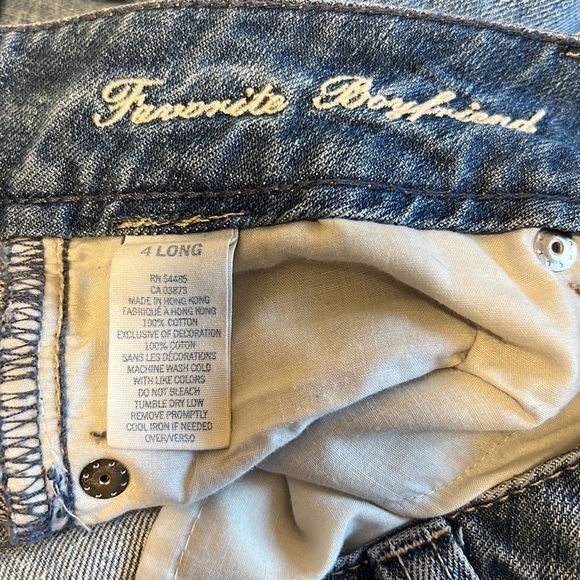 Favorite Boyfriend
4 LONG
RN 54485
CA 03873
MADE IN HONG KONG
FABRIQUÉ A HONG KONG
100% COTTON
EXCLUSIVE OF DECORATION
100% COTON
SANS LES DÉCORATIONS
MACHINE WASH COLD
WITH LIKE COLORS
DO NOT BLEACH
TUMBLE DRY LOW
REMOVE PROMPTLY
COOL IRON IF NEEDED
OVER/VERSO